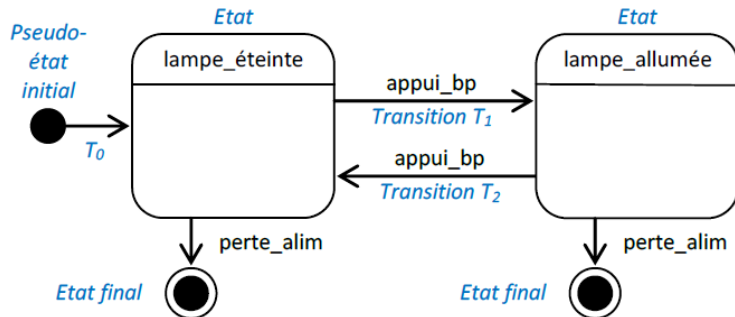 Etat
Etat
Pseudo-
état
initial
lampe_éteinte
lampe_allumée
appui_bp
Transition T₁
T₀
appui_bp
Transition T₂
perte_alim
perte_alim
Etat final
Etat final